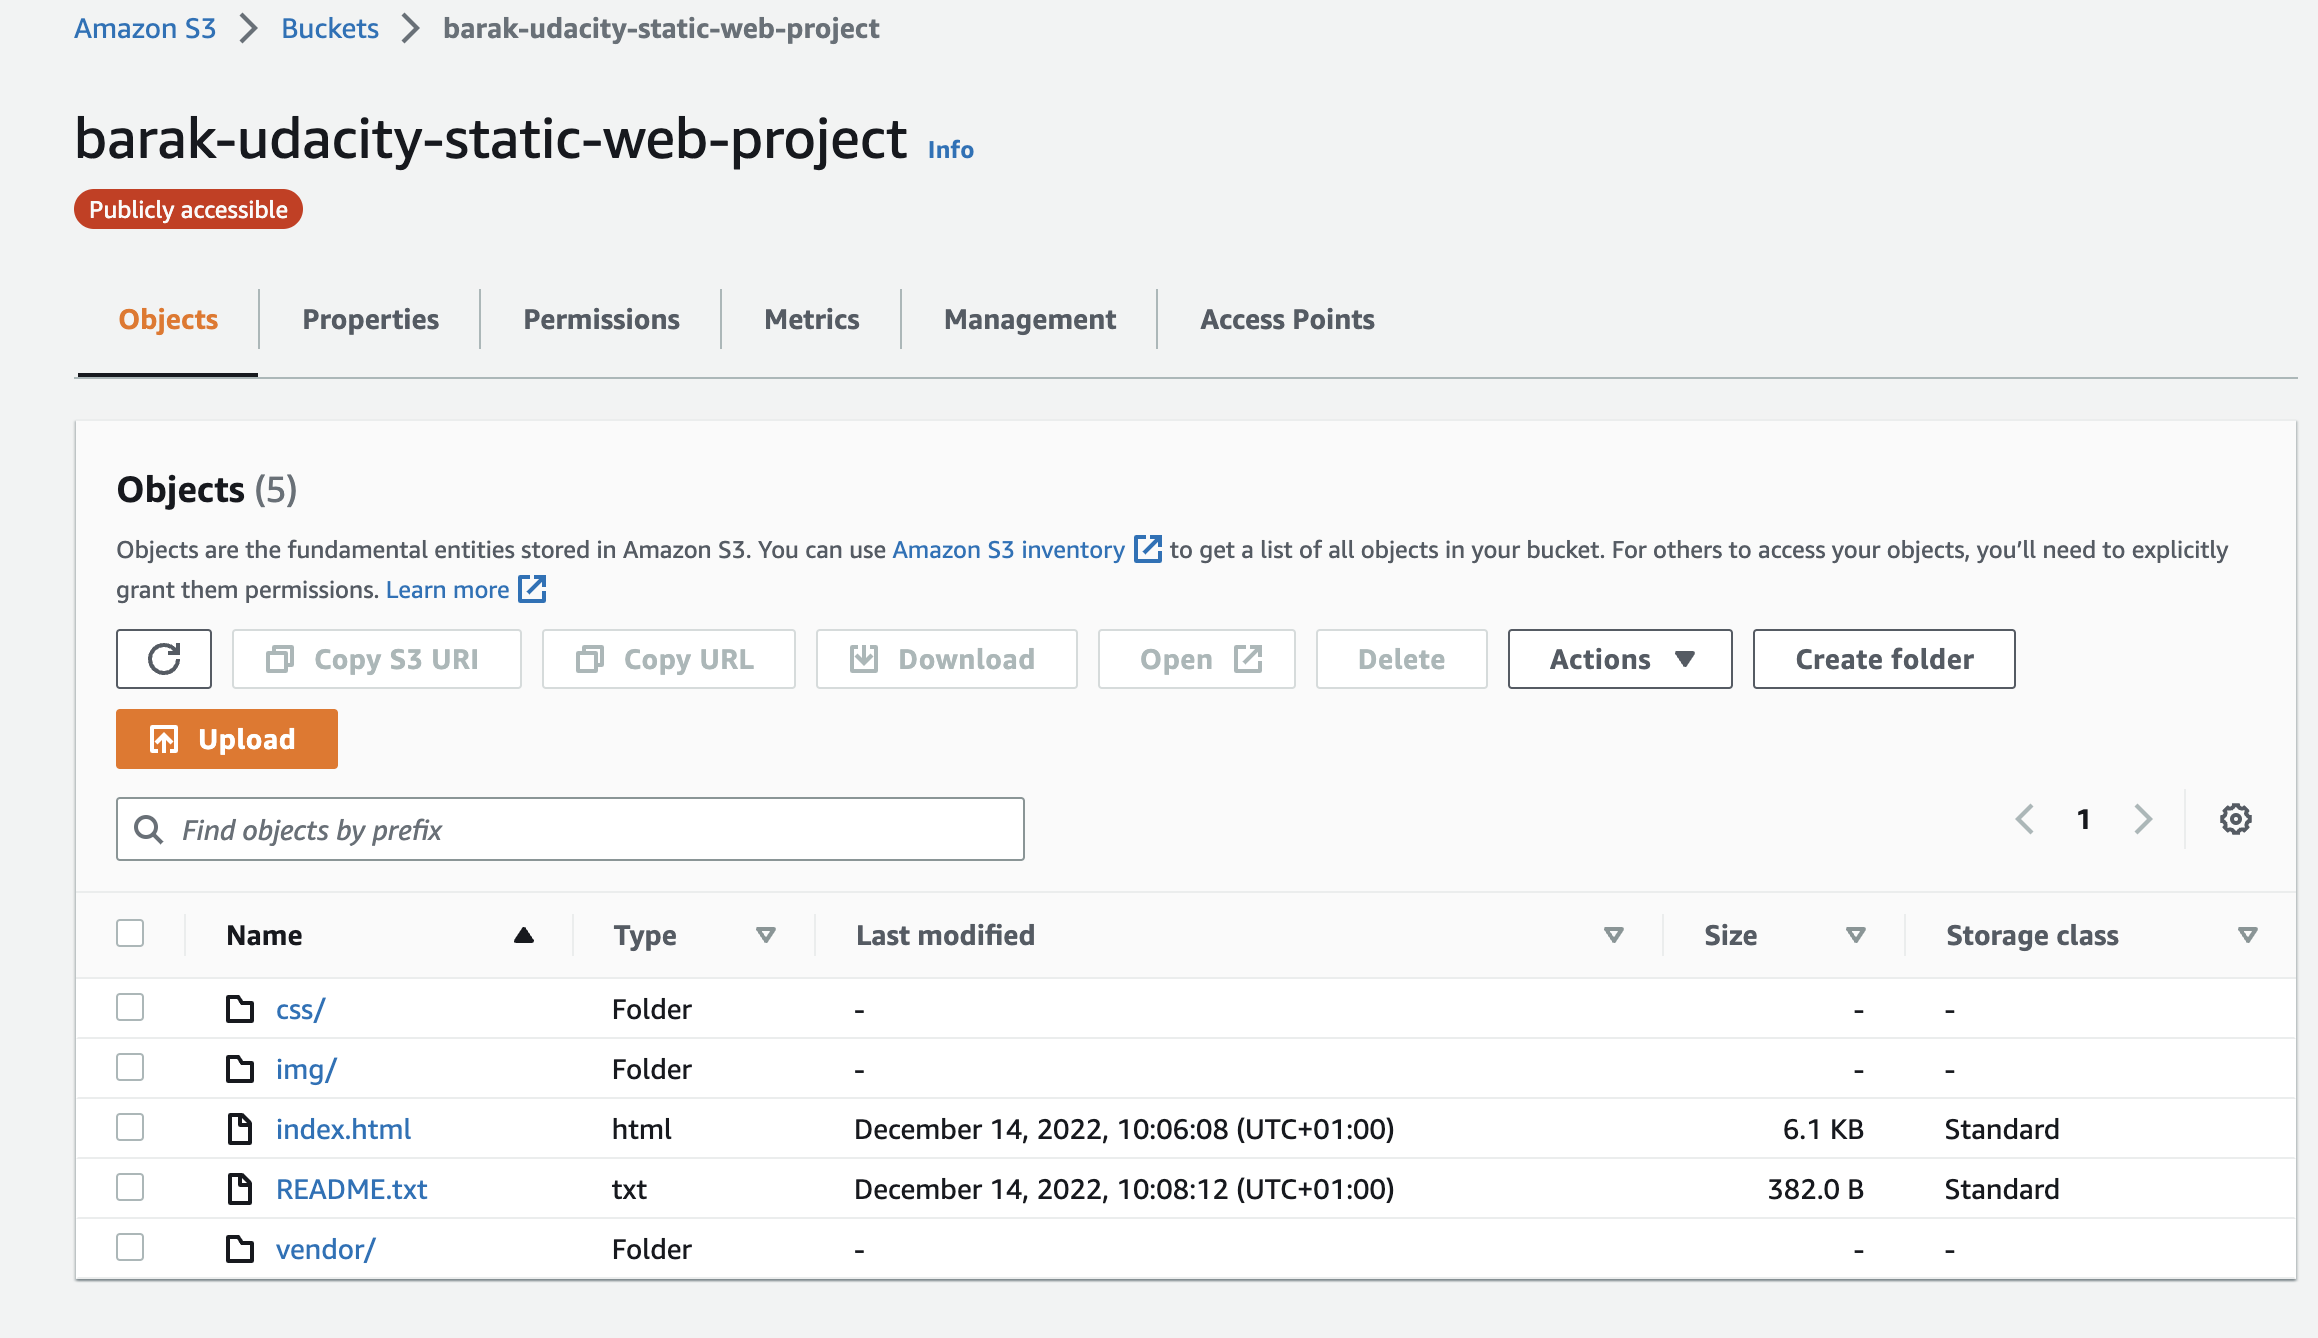 Amazon S3 > Buckets > barak-udacity-static-web-project
barak-udacity-static-web-project Info
Publicly accessible
Objects Properties Permissions Metrics Management Access Points
Objects (5)
Objects are the fundamental entities stored in Amazon S3. You can use Amazon S3 inventory to get a list of all objects in your bucket. For others to access your objects, you’ll need to explicitly
grant them permissions. Learn more
Copy S3 URI Copy URL Download Open Delete Actions Create folder
Upload
Find objects by prefix 1
Name Type Last modified Size Storage class
css/ Folder - - -
img/ Folder - - -
index.html html December 14, 2022, 10:06:08 (UTC+01:00) 6.1 KB Standard
README.txt txt December 14, 2022, 10:08:12 (UTC+01:00) 382.0 B Standard
vendor/ Folder - - -